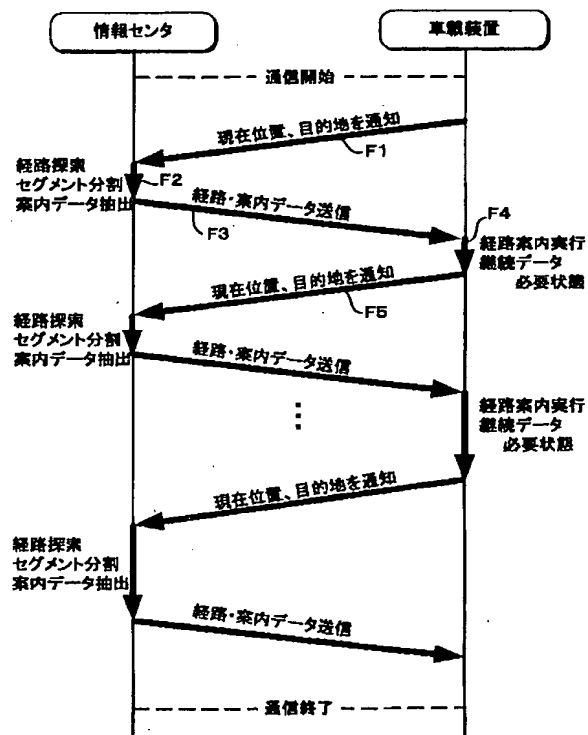 情報センタ
車載装置
通信開始
現在位置、目的地を通知
F1
経路探索
セグメント分割
案内データ抽出
F2
経路・案内データ送信
F3
F4
経路案内実行
継続データ
必要状態
現在位置、目的地を通知
F5
経路探索
セグメント分割
案内データ抽出
経路・案内データ送信
経路案内実行
継続データ
必要状態
現在位置、目的地を通知
経路探索
セグメント分割
案内データ抽出
経路・案内データ送信
通信終了